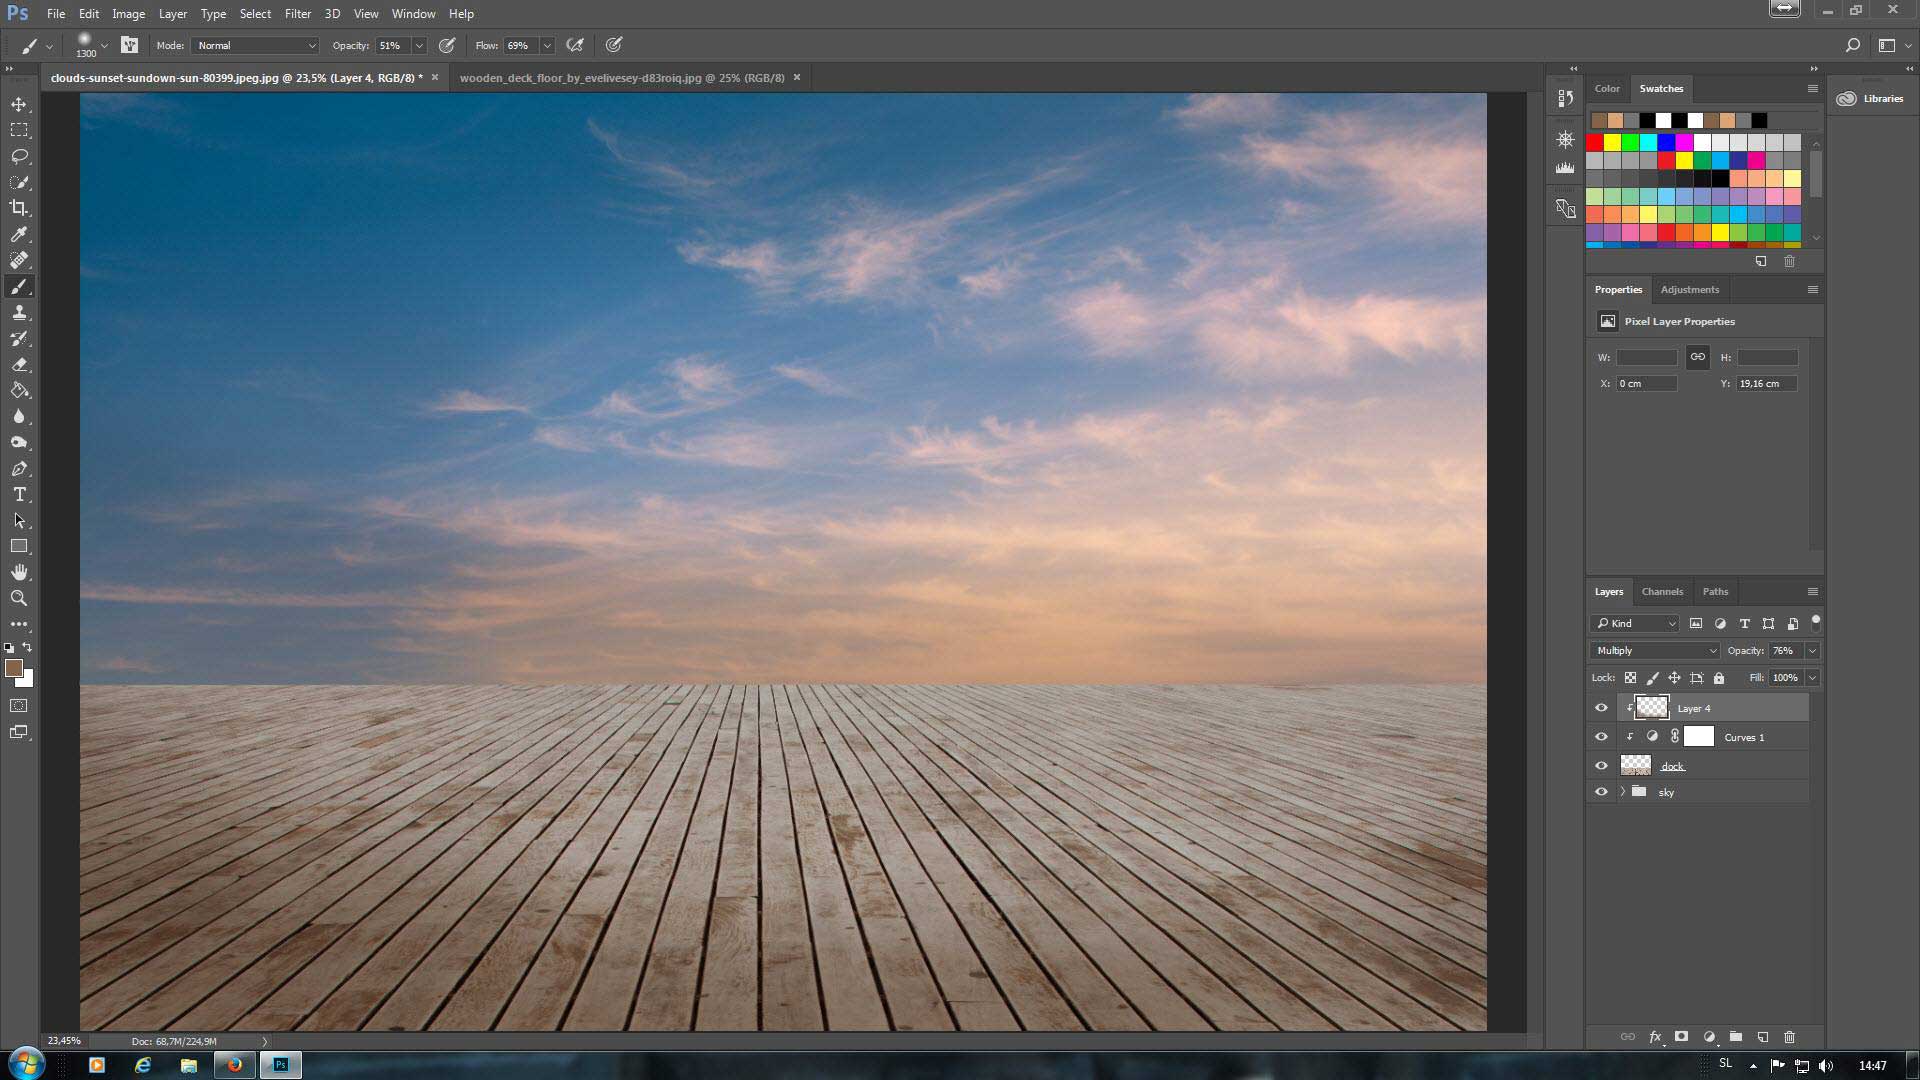 Ps File Edit Image Layer Type Select Filter 3D View Window Help
1300 Mode: Normal Opacity: 51% Flow: 69%
clouds-sunset-sundown-sun-80399.jpeg.jpg @ 23,5% (Layer 4, RGB/8) * × wooden_deck_floor_by_evelivesey-d83roiq.jpg @ 25% (RGB/8) ×
Color Swatches
Libraries
Properties Adjustments
Pixel Layer Properties
W: H:
X: 0 cm Y: 19,16 cm
Layers Channels Paths
Kind
Multiply Opacity: 76%
Lock: Fill: 100%
Layer 4
Curves 1
dock
sky
fx
23,45% Doc: 68,7M/224,9M
Ps
SL 14:47